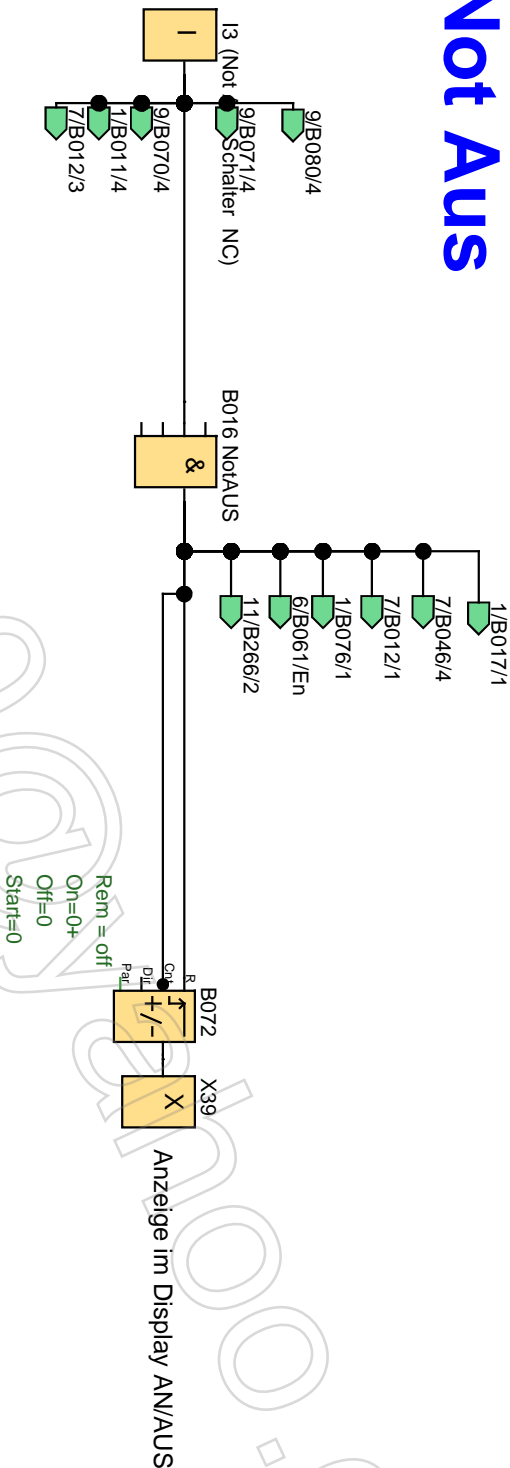 Not Aus
I3 (Not
Schalter NC)
I
9/B080/4
9/B071/4
9/B070/4
1/B011/4
7/B012/3
B016 NotAUS
&
1/B017/1
7/B046/4
7/B012/1
1/B076/1
6/B061/En
11/B266/2
B072
R
Cnt
Dir
Par
+/-
Rem = off
On=0+
Off=0
Start=0
X39
X
Anzeige im Display AN/AUS